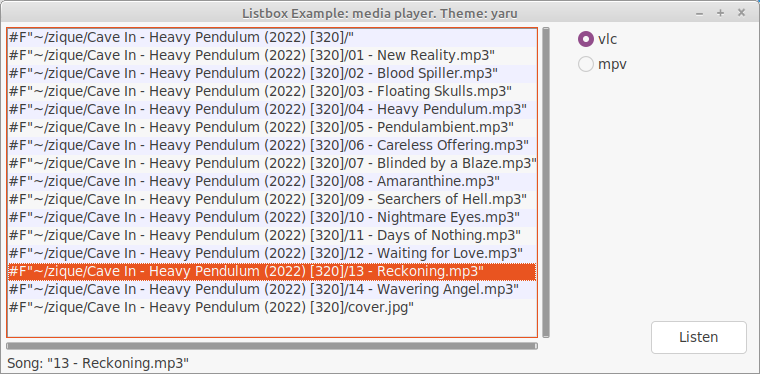 Listbox Example: media player. Theme: yaru
#F"~/zique/Cave In - Heavy Pendulum (2022) [320]/"
#F"~/zique/Cave In - Heavy Pendulum (2022) [320]/01 - New Reality.mp3"
#F"~/zique/Cave In - Heavy Pendulum (2022) [320]/02 - Blood Spiller.mp3"
#F"~/zique/Cave In - Heavy Pendulum (2022) [320]/03 - Floating Skulls.mp3"
#F"~/zique/Cave In - Heavy Pendulum (2022) [320]/04 - Heavy Pendulum.mp3"
#F"~/zique/Cave In - Heavy Pendulum (2022) [320]/05 - Pendulambient.mp3"
#F"~/zique/Cave In - Heavy Pendulum (2022) [320]/06 - Careless Offering.mp3"
#F"~/zique/Cave In - Heavy Pendulum (2022) [320]/07 - Blinded by a Blaze.mp3"
#F"~/zique/Cave In - Heavy Pendulum (2022) [320]/08 - Amaranthine.mp3"
#F"~/zique/Cave In - Heavy Pendulum (2022) [320]/09 - Searchers of Hell.mp3"
#F"~/zique/Cave In - Heavy Pendulum (2022) [320]/10 - Nightmare Eyes.mp3"
#F"~/zique/Cave In - Heavy Pendulum (2022) [320]/11 - Days of Nothing.mp3"
#F"~/zique/Cave In - Heavy Pendulum (2022) [320]/12 - Waiting for Love.mp3"
#F"~/zique/Cave In - Heavy Pendulum (2022) [320]/13 - Reckoning.mp3"
#F"~/zique/Cave In - Heavy Pendulum (2022) [320]/14 - Wavering Angel.mp3"
#F"~/zique/Cave In - Heavy Pendulum (2022) [320]/cover.jpg"
vlc
mpv
Listen
Song: "13 - Reckoning.mp3"